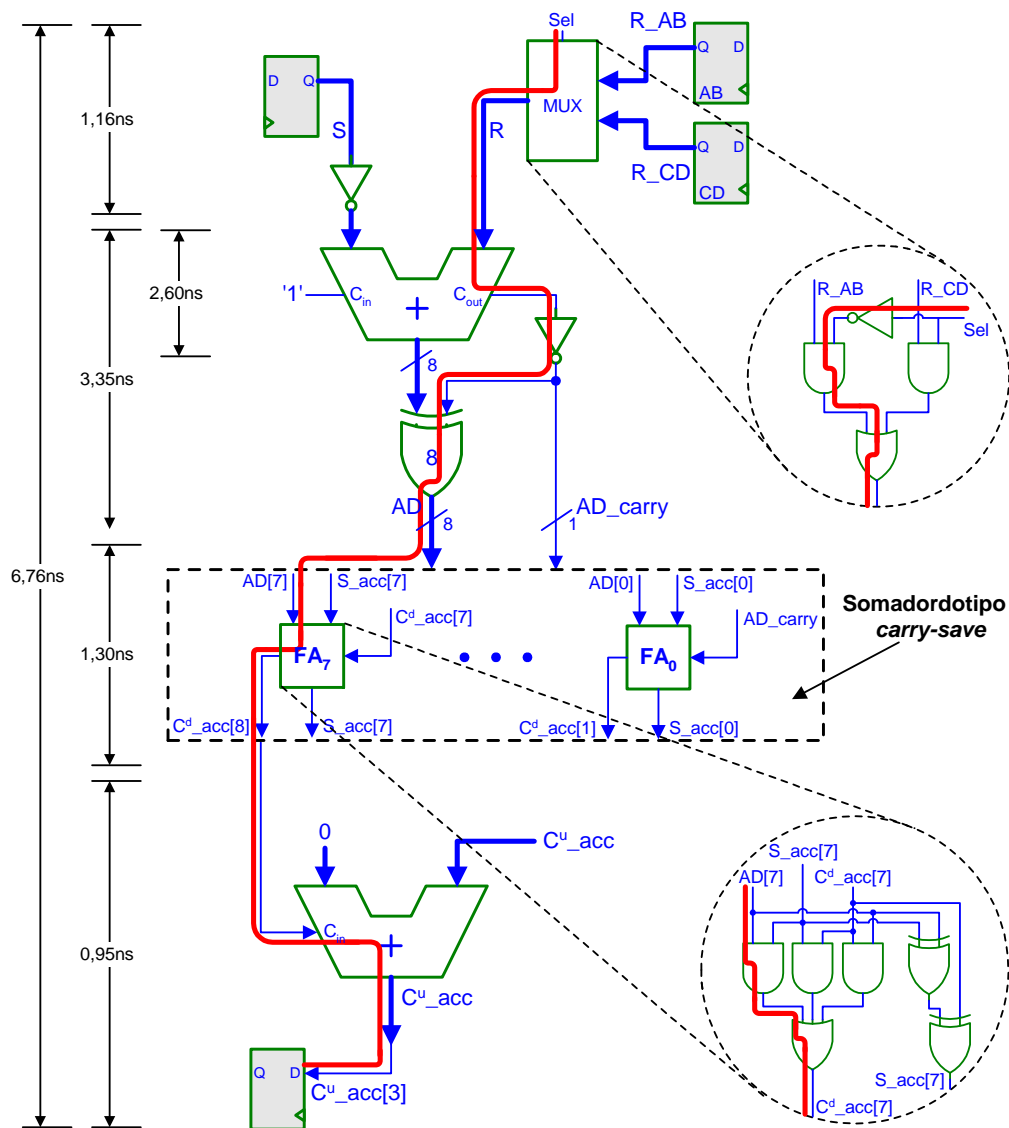 Sel
R_AB
D Q
Q D
AB
1,16ns
MUX
S
R
Q D
R_CD
CD
2,60ns
'1'
Cin
+
Cout
R_AB
R_CD
Sel
3,35ns
8
8
AD
8
AD_carry
1
6,76ns
AD[7]
S_acc[7]
AD[0]
S_acc[0]
Cd_acc[7]
AD_carry
Somadordotipo
carry-save
1,30ns
FA7
• • •
FA0
Cd_acc[8]
S_acc[7]
Cd_acc[1]
S_acc[0]
0
Cu_acc
S_acc[7]
AD[7]
Cd_acc[7]
0,95ns
Cin
+
Cu_acc
Q D
Cu_acc[3]
S_acc[7]
Cd_acc[7]